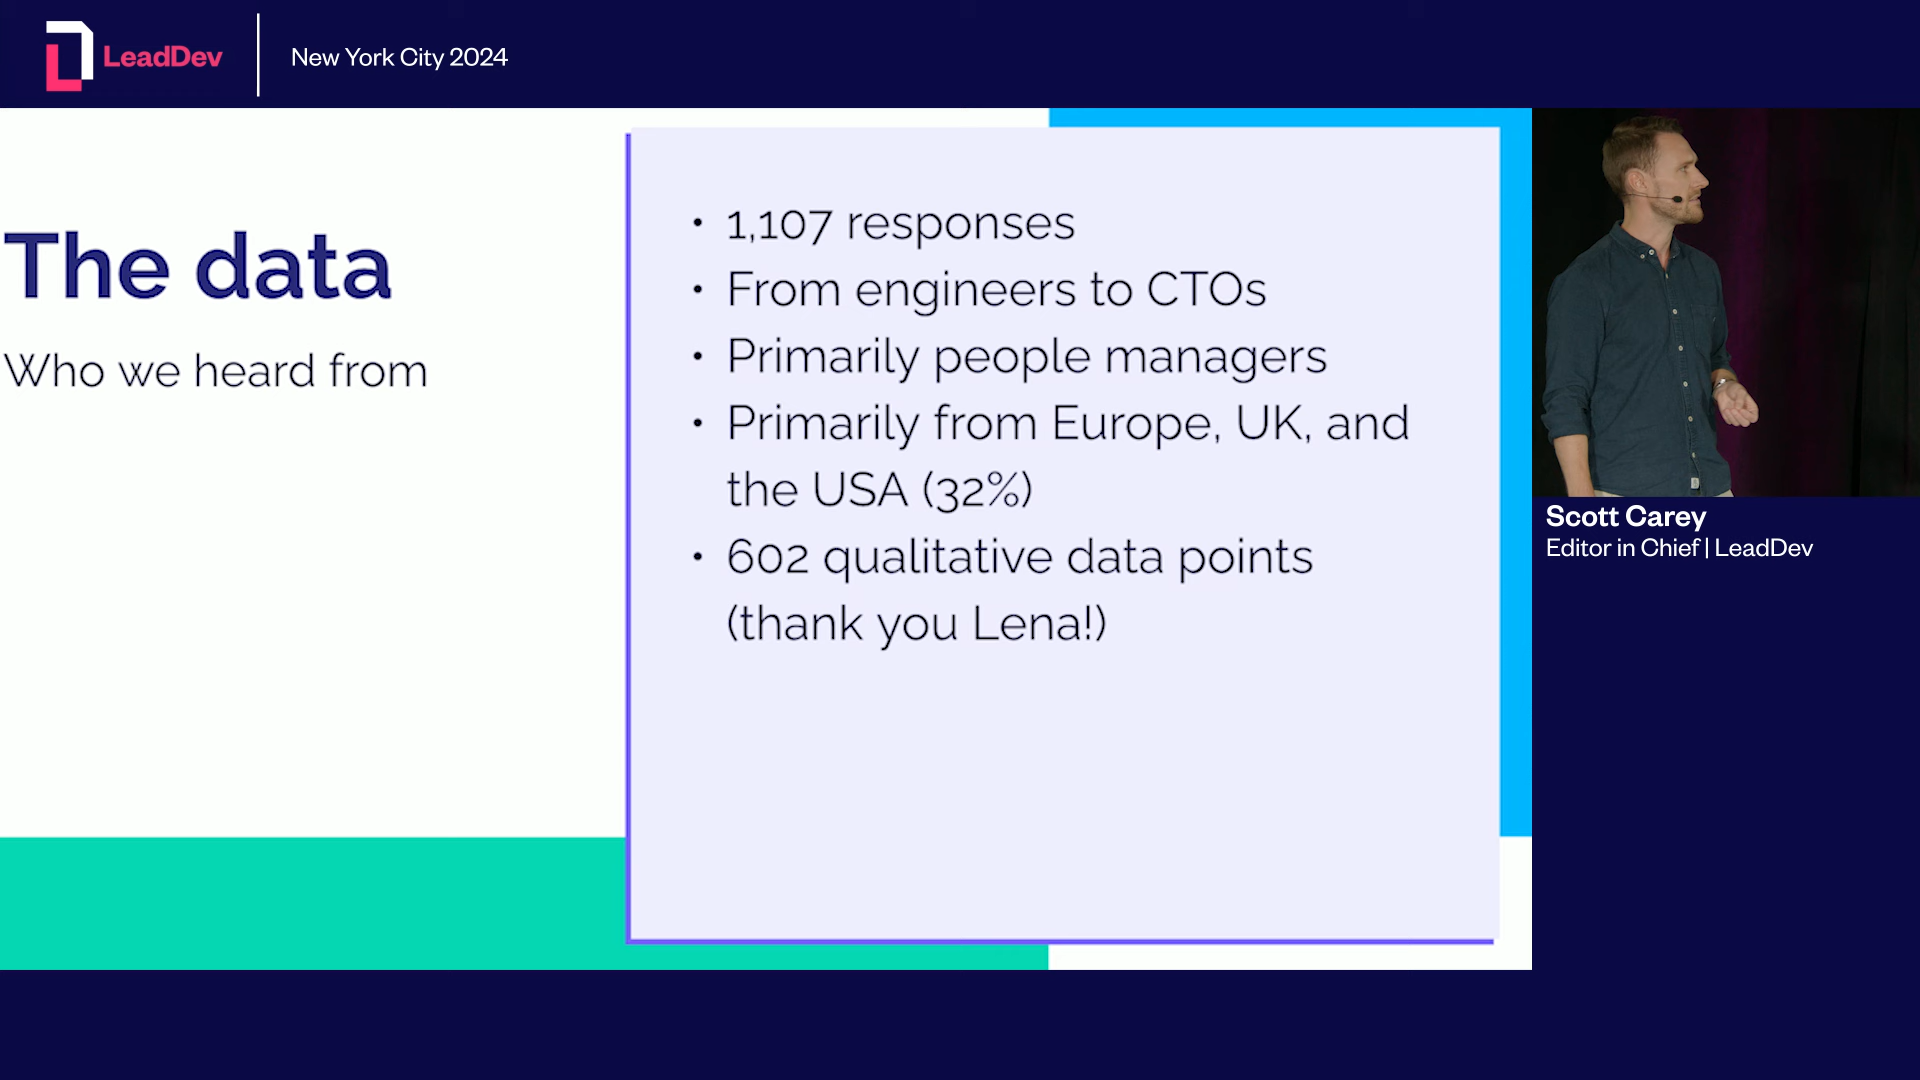 LeadDev
New York City 2024
The data
Who we heard from
• 1,107 responses
• From engineers to CTOs
• Primarily people managers
• Primarily from Europe, UK, and
the USA (32%)
• 602 qualitative data points
(thank you Lena!)
Scott Carey
Editor in Chief | LeadDev